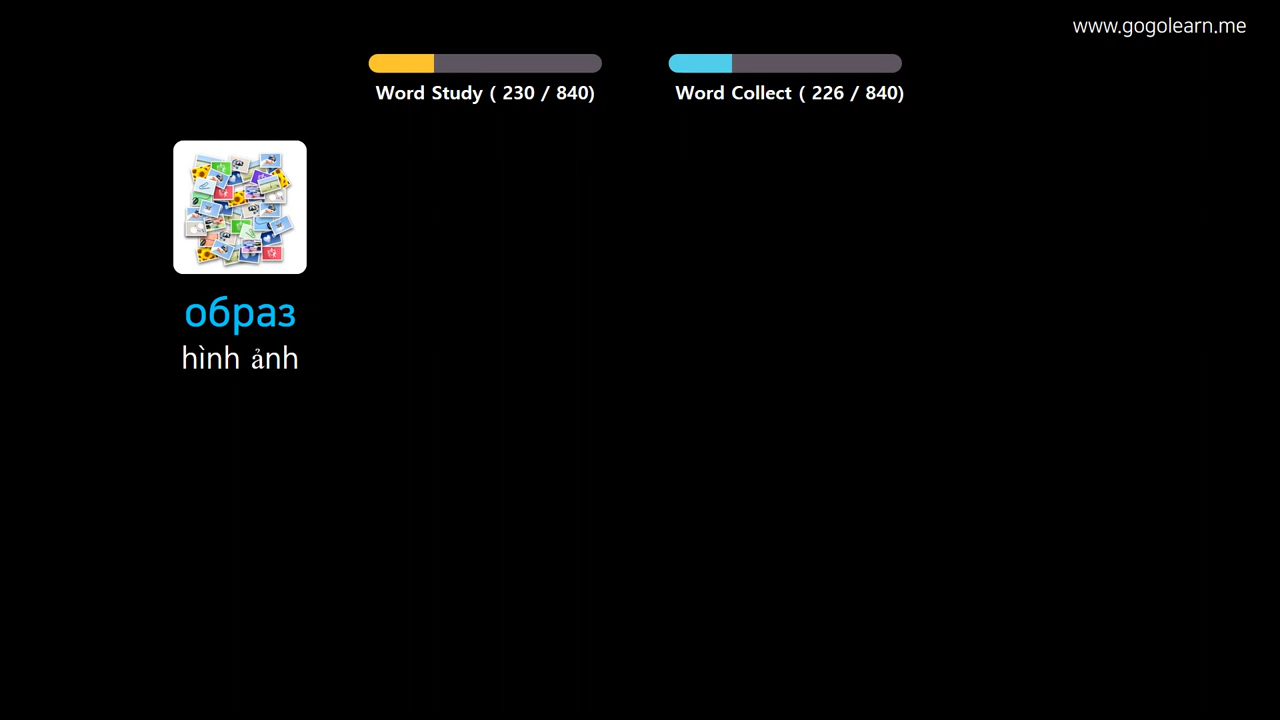 www.gogolearn.me
Word Study ( 230 / 840)
Word Collect ( 226 / 840)
образ
hình ảnh